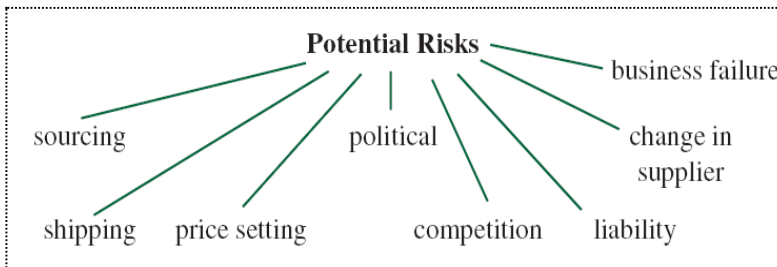 Potential Risks
business failure
sourcing
political
change in
supplier
shipping
price setting
competition
liability